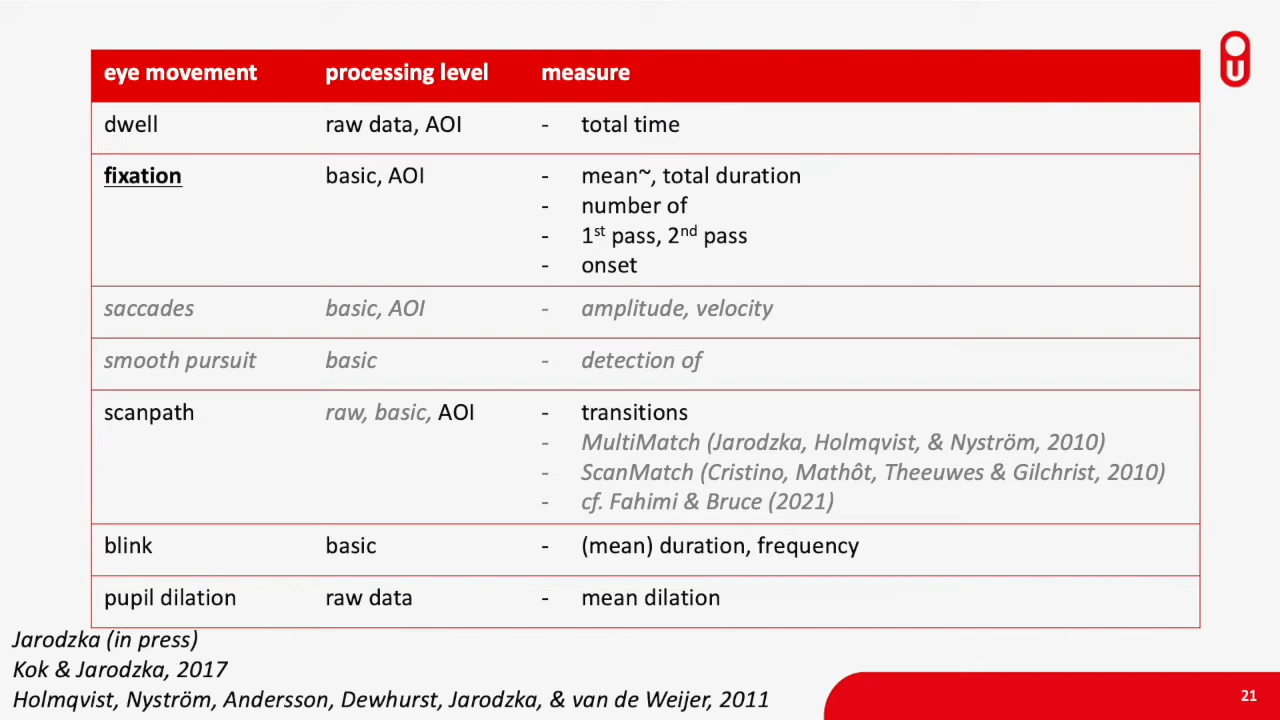 eye movement processing level measure
dwell raw data, AOI - total time
fixation basic, AOI - mean~, total duration
- number of
- 1st pass, 2nd pass
- onset
saccades basic, AOI - amplitude, velocity
smooth pursuit basic - detection of
scanpath raw, basic, AOI - transitions
- MultiMatch (Jarodzka, Holmqvist, & Nyström, 2010)
- ScanMatch (Cristino, Mathôt, Theeuwes & Gilchrist, 2010)
- cf. Fahimi & Bruce (2021)
blink basic - (mean) duration, frequency
pupil dilation raw data - mean dilation
Jarodzka (in press)
Kok & Jarodzka, 2017
Holmqvist, Nyström, Andersson, Dewhurst, Jarodzka, & van de Weijer, 2011
21